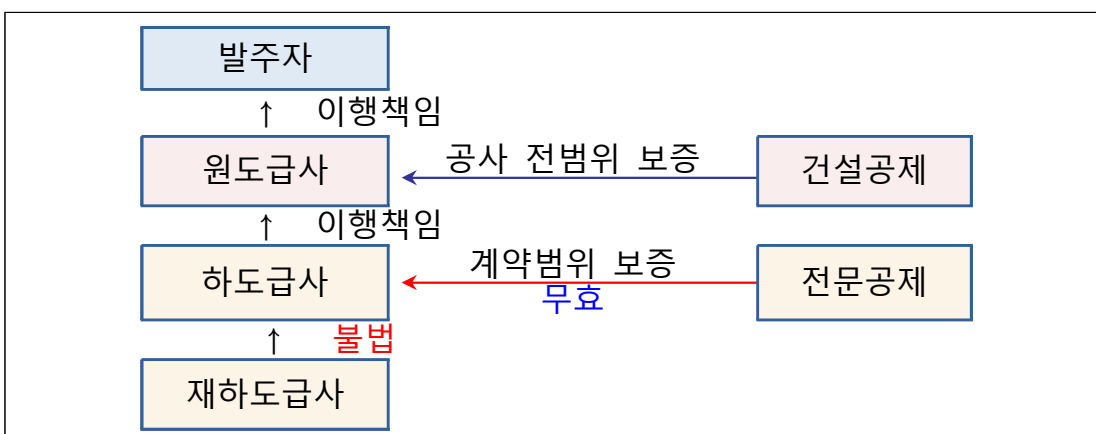 발주자
↑ 이행책임
원도급사
공사 전범위 보증
건설공제
↑ 이행책임
하도급사
계약범위 보증
무효
전문공제
↑ 불법
재하도급사